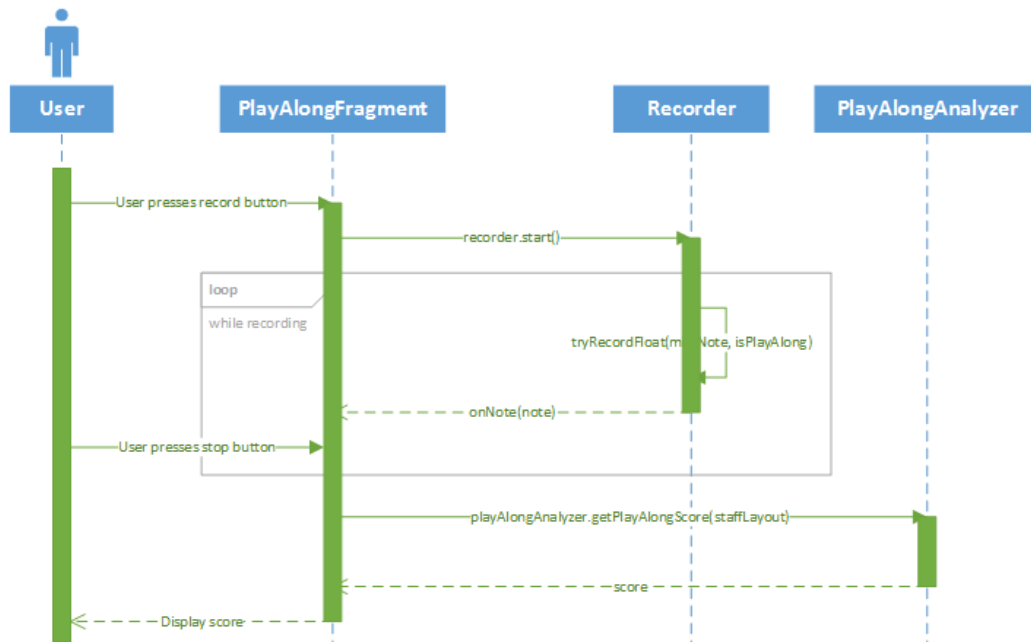 User
PlayAlongFragment
Recorder
PlayAlongAnalyzer
User presses record button
recorder.start()
loop
while recording
tryRecordFloat(m Note, isPlayAlong)
onNote(note)
User presses stop button
playAlongAnalyzer.getPlayAlongScore(staffLayout)
score
Display score